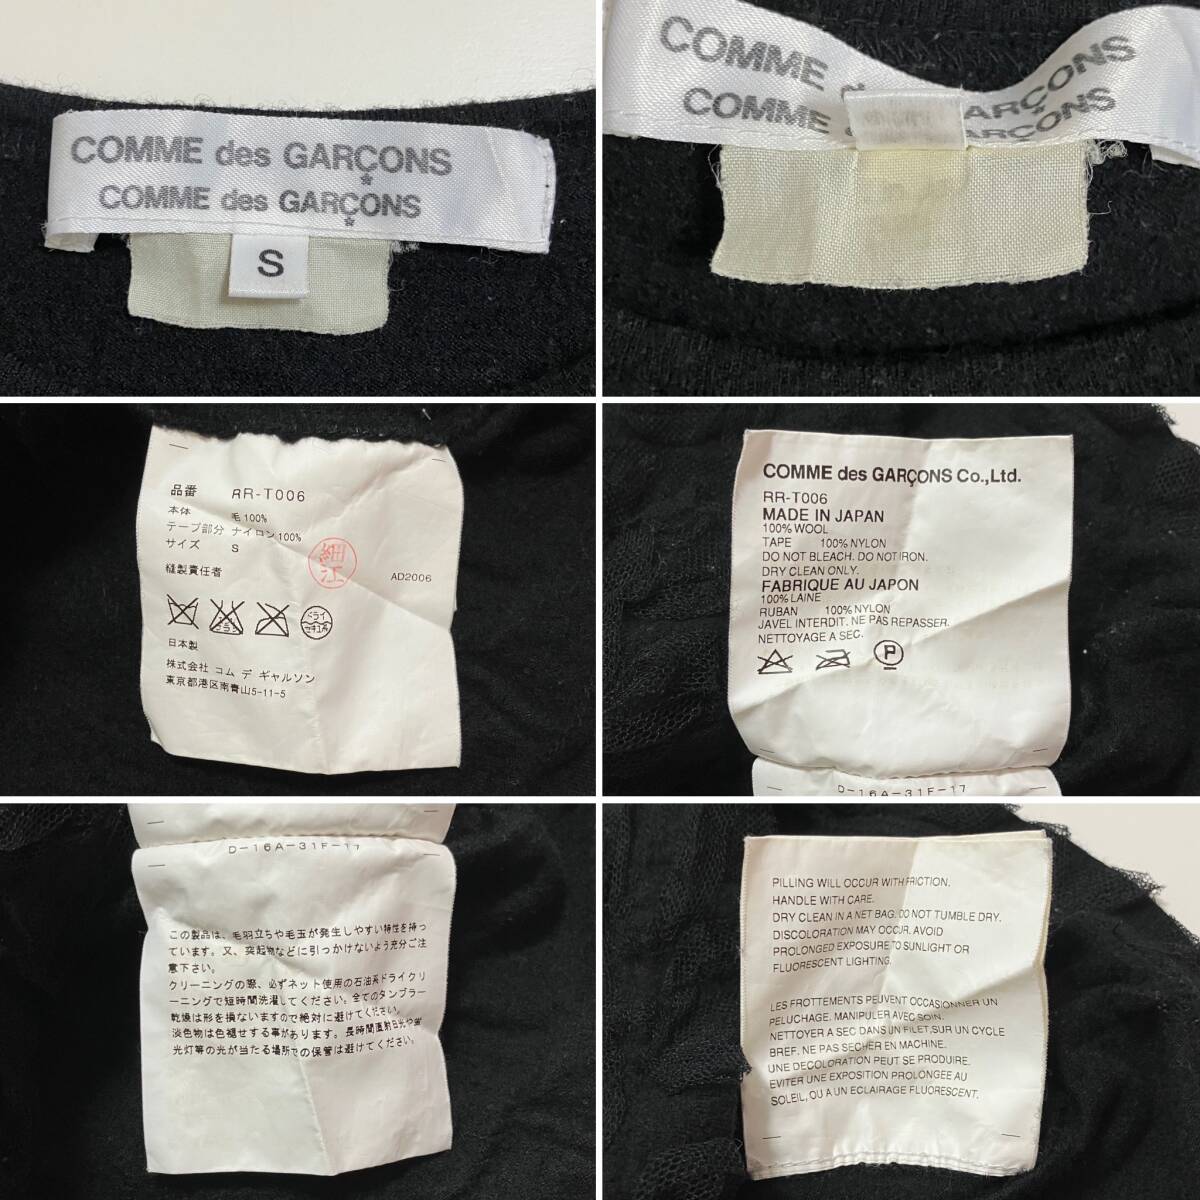 COMME des GARÇONS
COMME des GARÇONS
S
COMME GARÇONS
COMME GARÇONS
品番 RR-T006
本体 毛100%
テープ部分 ナイロン100%
サイズ S
縫製責任者 細江 AD2006
ドライ
日本製
株式会社 コム デ ギャルソン
東京都港区南青山5-11-5
COMME des GARÇONS Co.,Ltd.
RR-T006
MADE IN JAPAN
100% WOOL
TAPE 100% NYLON
DO NOT BLEACH. DO NOT IRON.
DRY CLEAN ONLY.
FABRIQUE AU JAPON
100% LAINE
RUBAN 100% NYLON
JAVEL INTERDIT. NE PAS REPASSER.
NETTOYAGE A SEC.
P
D-16A-31F-17
D-16A-31F-17
この製品は、毛羽立ちや毛玉が発生しやすい特性を持っ
ています。又、突起物などに引っかけないよう充分ご注
意下さい。
クリーニングの際、必ずネット使用の石油系ドライクリ
ーニングで短時間洗濯してください。全てのタンブラー
乾燥は形を損ないますので絶対に避けてください。
淡色物は色褪せする事があります。長時間直射日光や蛍
光灯等の光が当たる場所での保管は避けてください。
PILLING WILL OCCUR WITH FRICTION.
HANDLE WITH CARE.
DRY CLEAN IN A NET BAG. DO NOT TUMBLE DRY.
DISCOLORATION MAY OCCUR. AVOID
PROLONGED EXPOSURE TO SUNLIGHT OR
FLUORESCENT LIGHTING.
LES FROTTEMENTS PEUVENT OCCASIONNER UN
PELUCHAGE. MANIPULER AVEC SOIN.
NETTOYER A SEC DANS UN FILET, SUR UN CYCLE
BREF. NE PAS SECHER EN MACHINE.
UNE DECOLORATION PEUT SE PRODUIRE.
EVITER UNE EXPOSITION PROLONGEE AU
SOLEIL, OU A UN ECLAIRAGE FLUORESCENT.